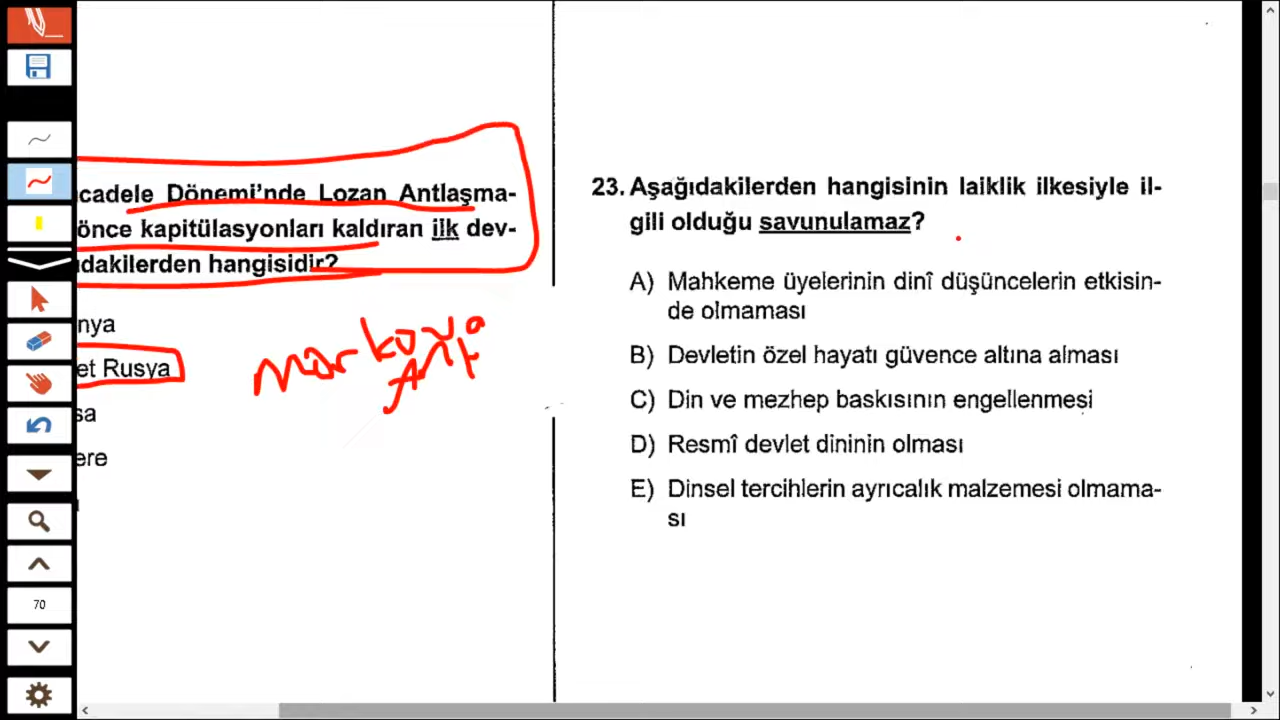 cadele Dönemi'nde Lozan Antlaşma-
önce kapitülasyonları kaldıran ilk dev-
dakilerden hangisidir?
nya
et Rusya
sa
ere
Markova
Ant
23. Aşağıdakilerden hangisinin laiklik ilkesiyle il-
gili olduğu savunulamaz?
A) Mahkeme üyelerinin dinî düşüncelerin etkisin-
de olmaması
B) Devletin özel hayatı güvence altına alması
C) Din ve mezhep baskısının engellenmesi
D) Resmî devlet dininin olması
E) Dinsel tercihlerin ayrıcalık malzemesi olmama-
sı
70